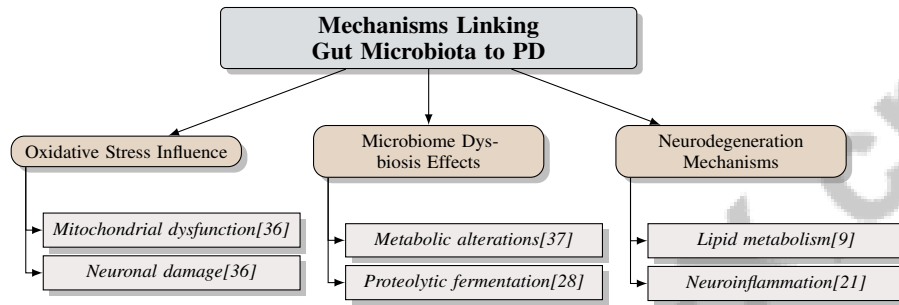 Mechanisms Linking
Gut Microbiota to PD
Oxidative Stress Influence
Mitochondrial dysfunction[36]
Neuronal damage[36]
Microbiome Dys-
biosis Effects
Metabolic alterations[37]
Proteolytic fermentation[28]
Neurodegeneration
Mechanisms
Lipid metabolism[9]
Neuroinflammation[21]